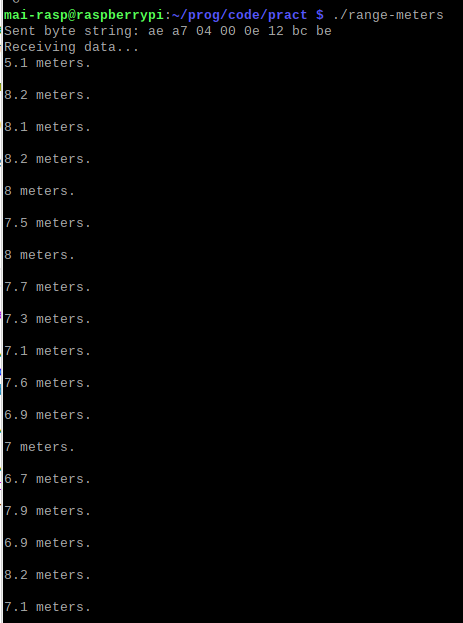 mai-rasp@raspberrypi:~/prog/code/pract $ ./range-meters
Sent byte string: ae a7 04 00 0e 12 bc be
Receiving data...
5.1 meters.
8.2 meters.
8.1 meters.
8.2 meters.
8 meters.
7.5 meters.
8 meters.
7.7 meters.
7.3 meters.
7.1 meters.
7.6 meters.
6.9 meters.
7 meters.
6.7 meters.
7.9 meters.
6.9 meters.
8.2 meters.
7.1 meters.